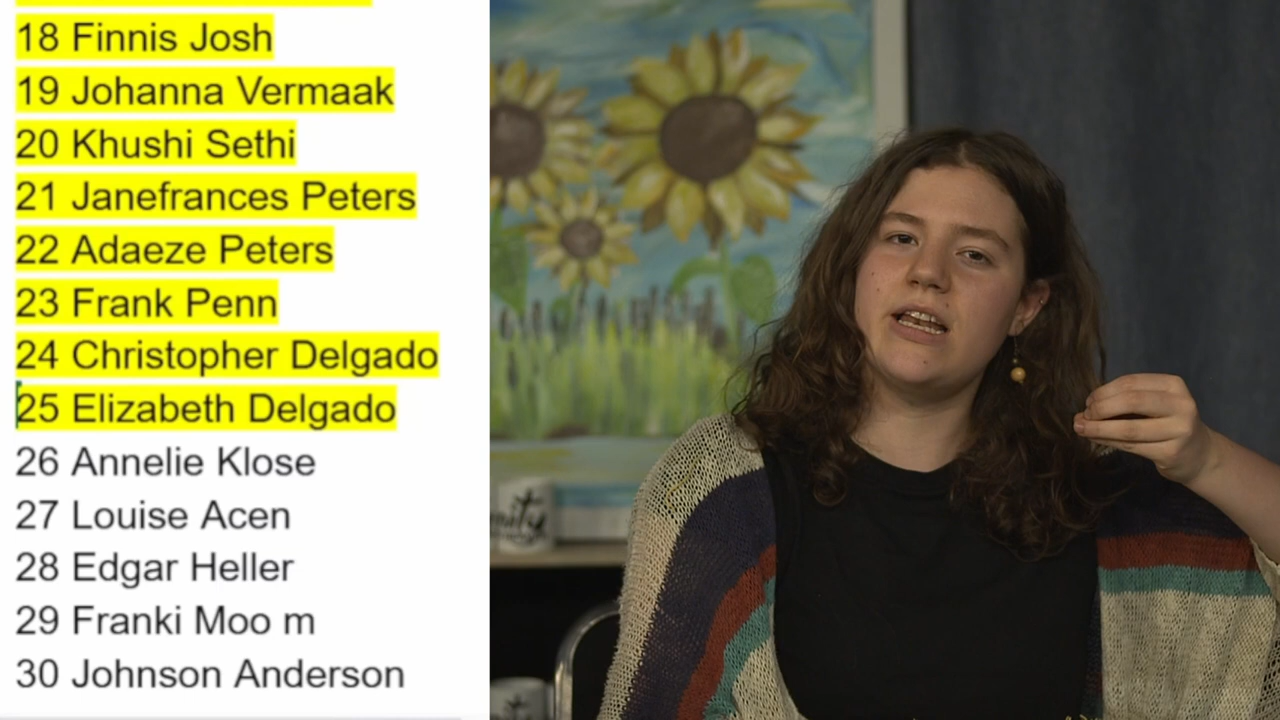 18 Finnis Josh
19 Johanna Vermaak
20 Khushi Sethi
21 Janefrances Peters
22 Adaeze Peters
23 Frank Penn
24 Christopher Delgado
25 Elizabeth Delgado
26 Annelie Klose
27 Louise Acen
28 Edgar Heller
29 Franki Moo m
30 Johnson Anderson